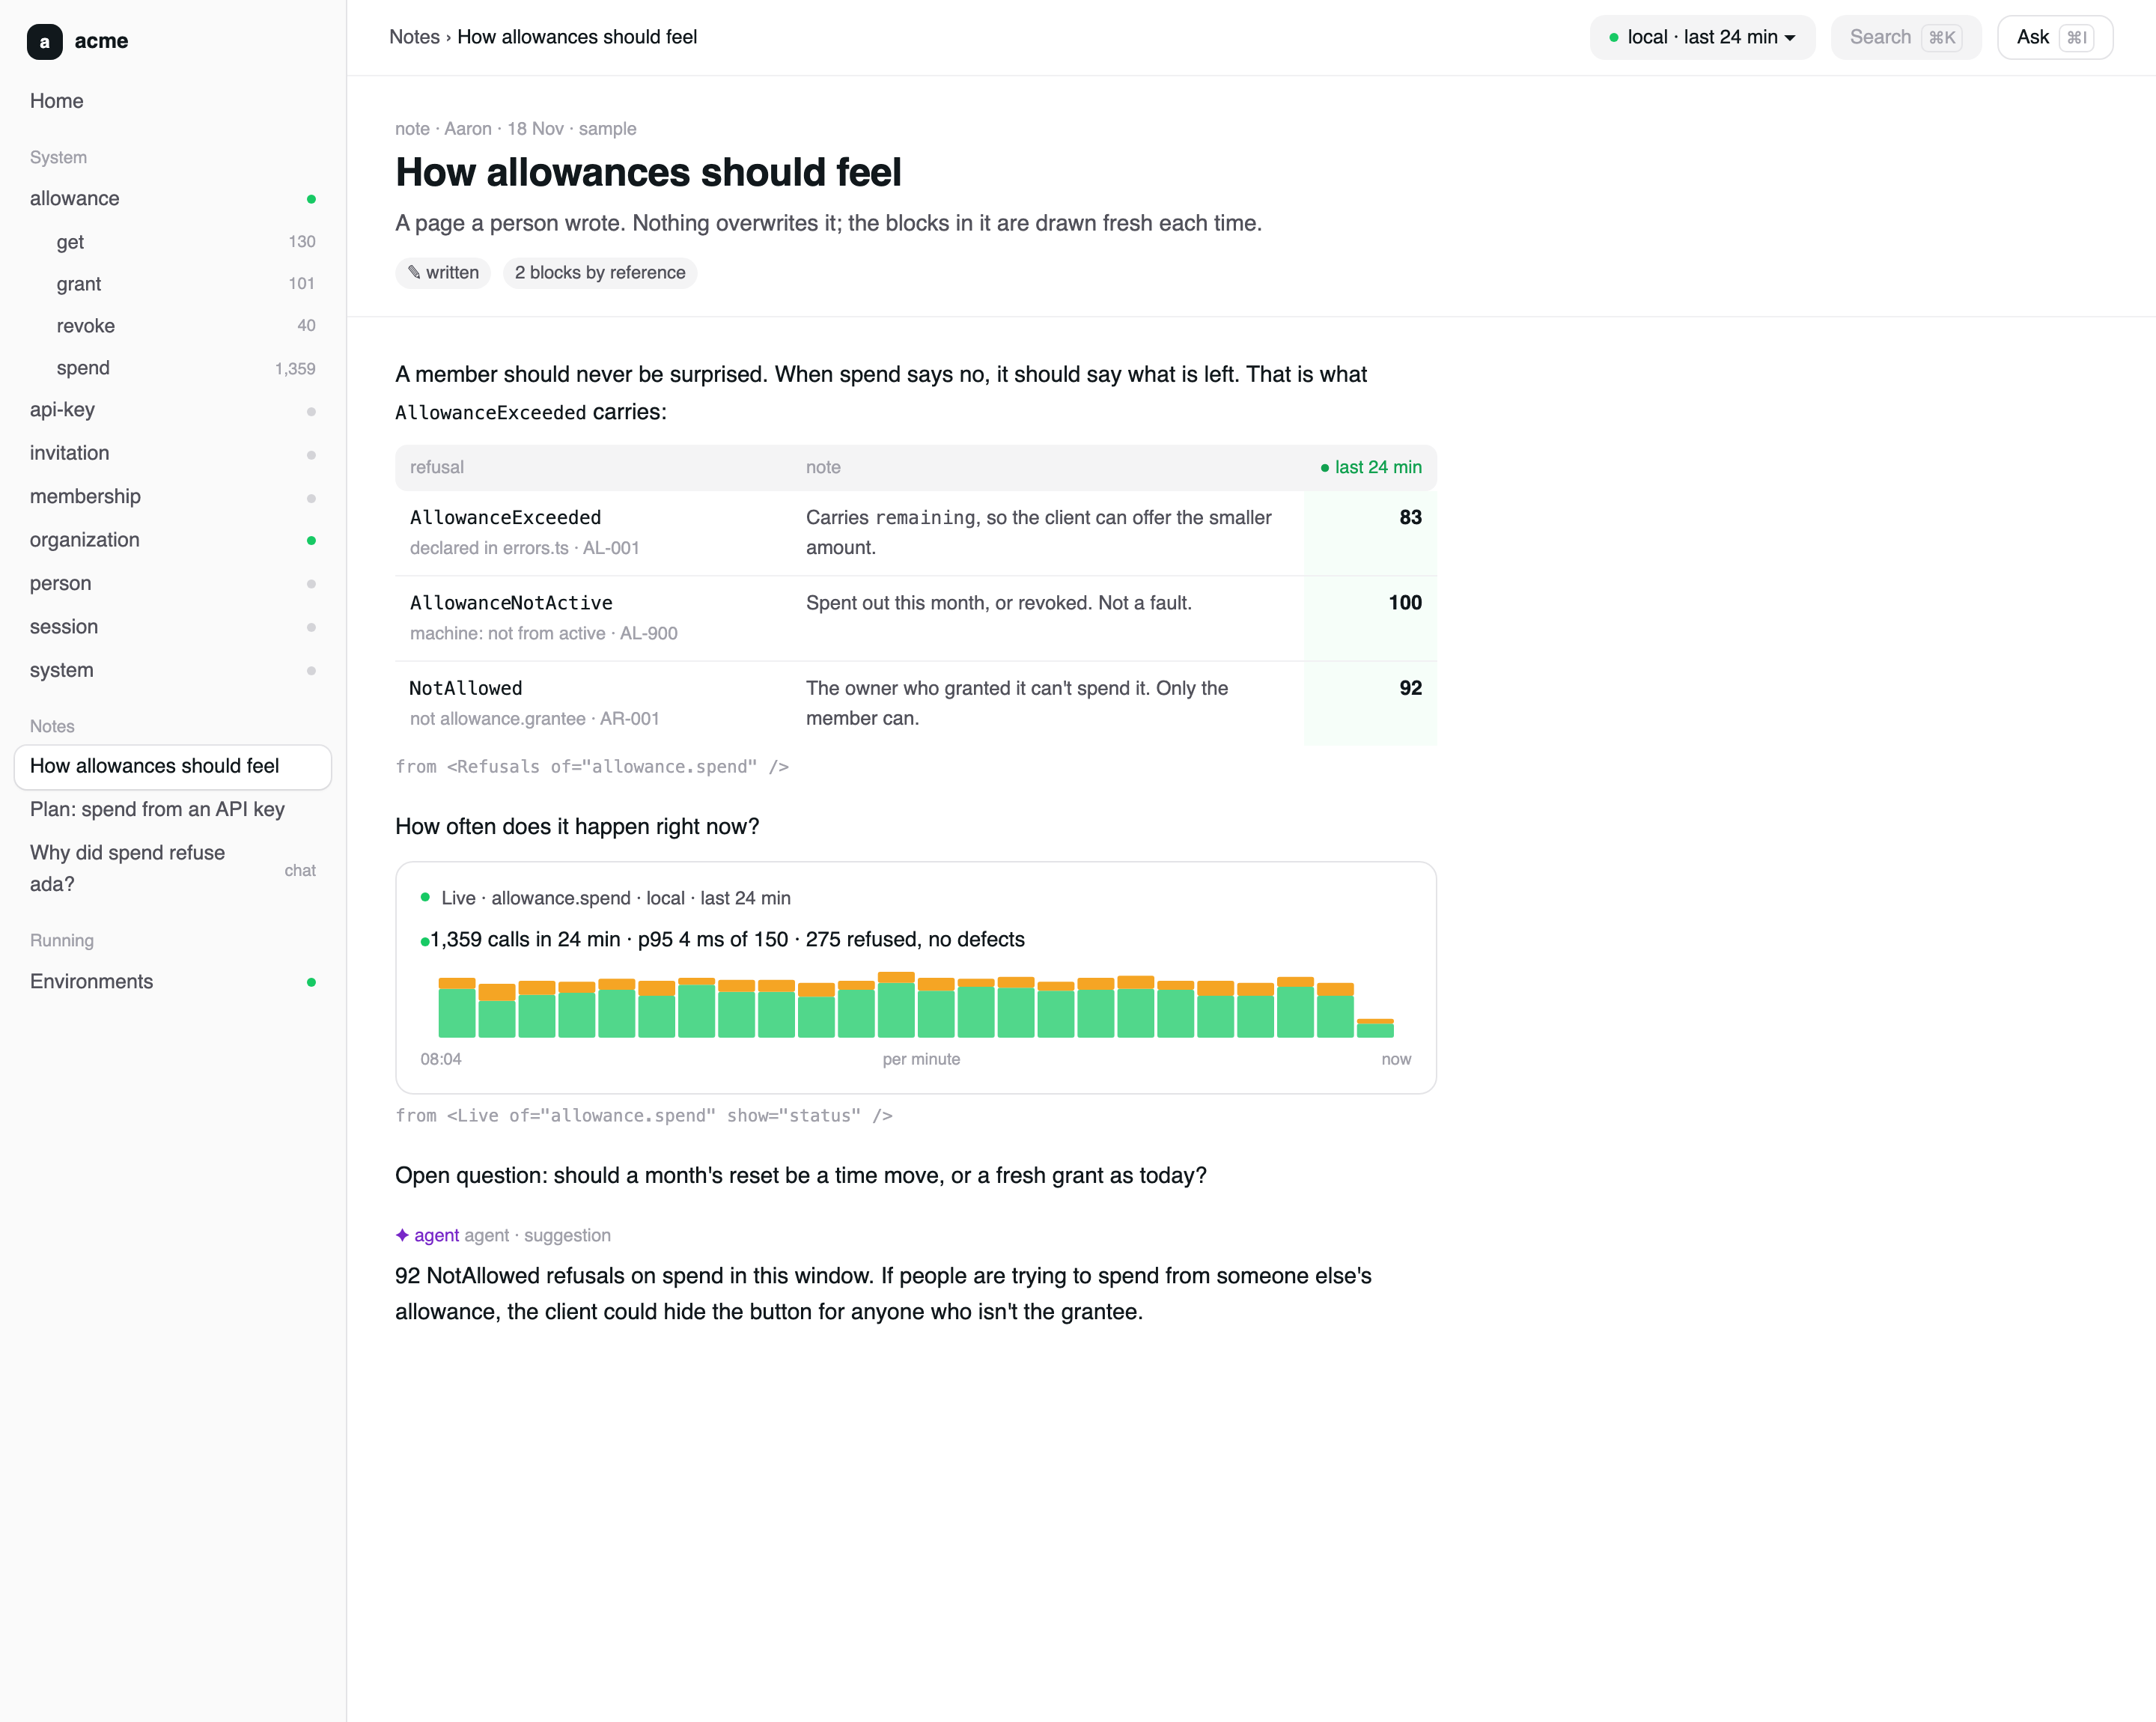 a acme
Home
System
allowance
get 130
grant 101
revoke 40
spend 1,359
api-key
invitation
membership
organization
person
session
system
Notes
How allowances should feel
Plan: spend from an API key
Why did spend refuse
ada?
chat
Running
Environments
Notes › How allowances should feel
local · last 24 min
Search ⌘K
Ask ⌘I
note · Aaron · 18 Nov · sample
How allowances should feel
A page a person wrote. Nothing overwrites it; the blocks in it are drawn fresh each time.
✎ written
2 blocks by reference
A member should never be surprised. When spend says no, it should say what is left. That is what
AllowanceExceeded carries:
refusal note last 24 min
AllowanceExceeded Carries remaining, so the client can offer the smaller 83
declared in errors.ts · AL-001 amount.
AllowanceNotActive Spent out this month, or revoked. Not a fault. 100
machine: not from active · AL-900
NotAllowed The owner who granted it can't spend it. Only the 92
not allowance.grantee · AR-001 member can.
from <Refusals of="allowance.spend" />
How often does it happen right now?
Live · allowance.spend · local · last 24 min
1,359 calls in 24 min · p95 4 ms of 150 · 275 refused, no defects
08:04 per minute now
from <Live of="allowance.spend" show="status" />
Open question: should a month's reset be a time move, or a fresh grant as today?
✦ agent agent · suggestion
92 NotAllowed refusals on spend in this window. If people are trying to spend from someone else's
allowance, the client could hide the button for anyone who isn't the grantee.